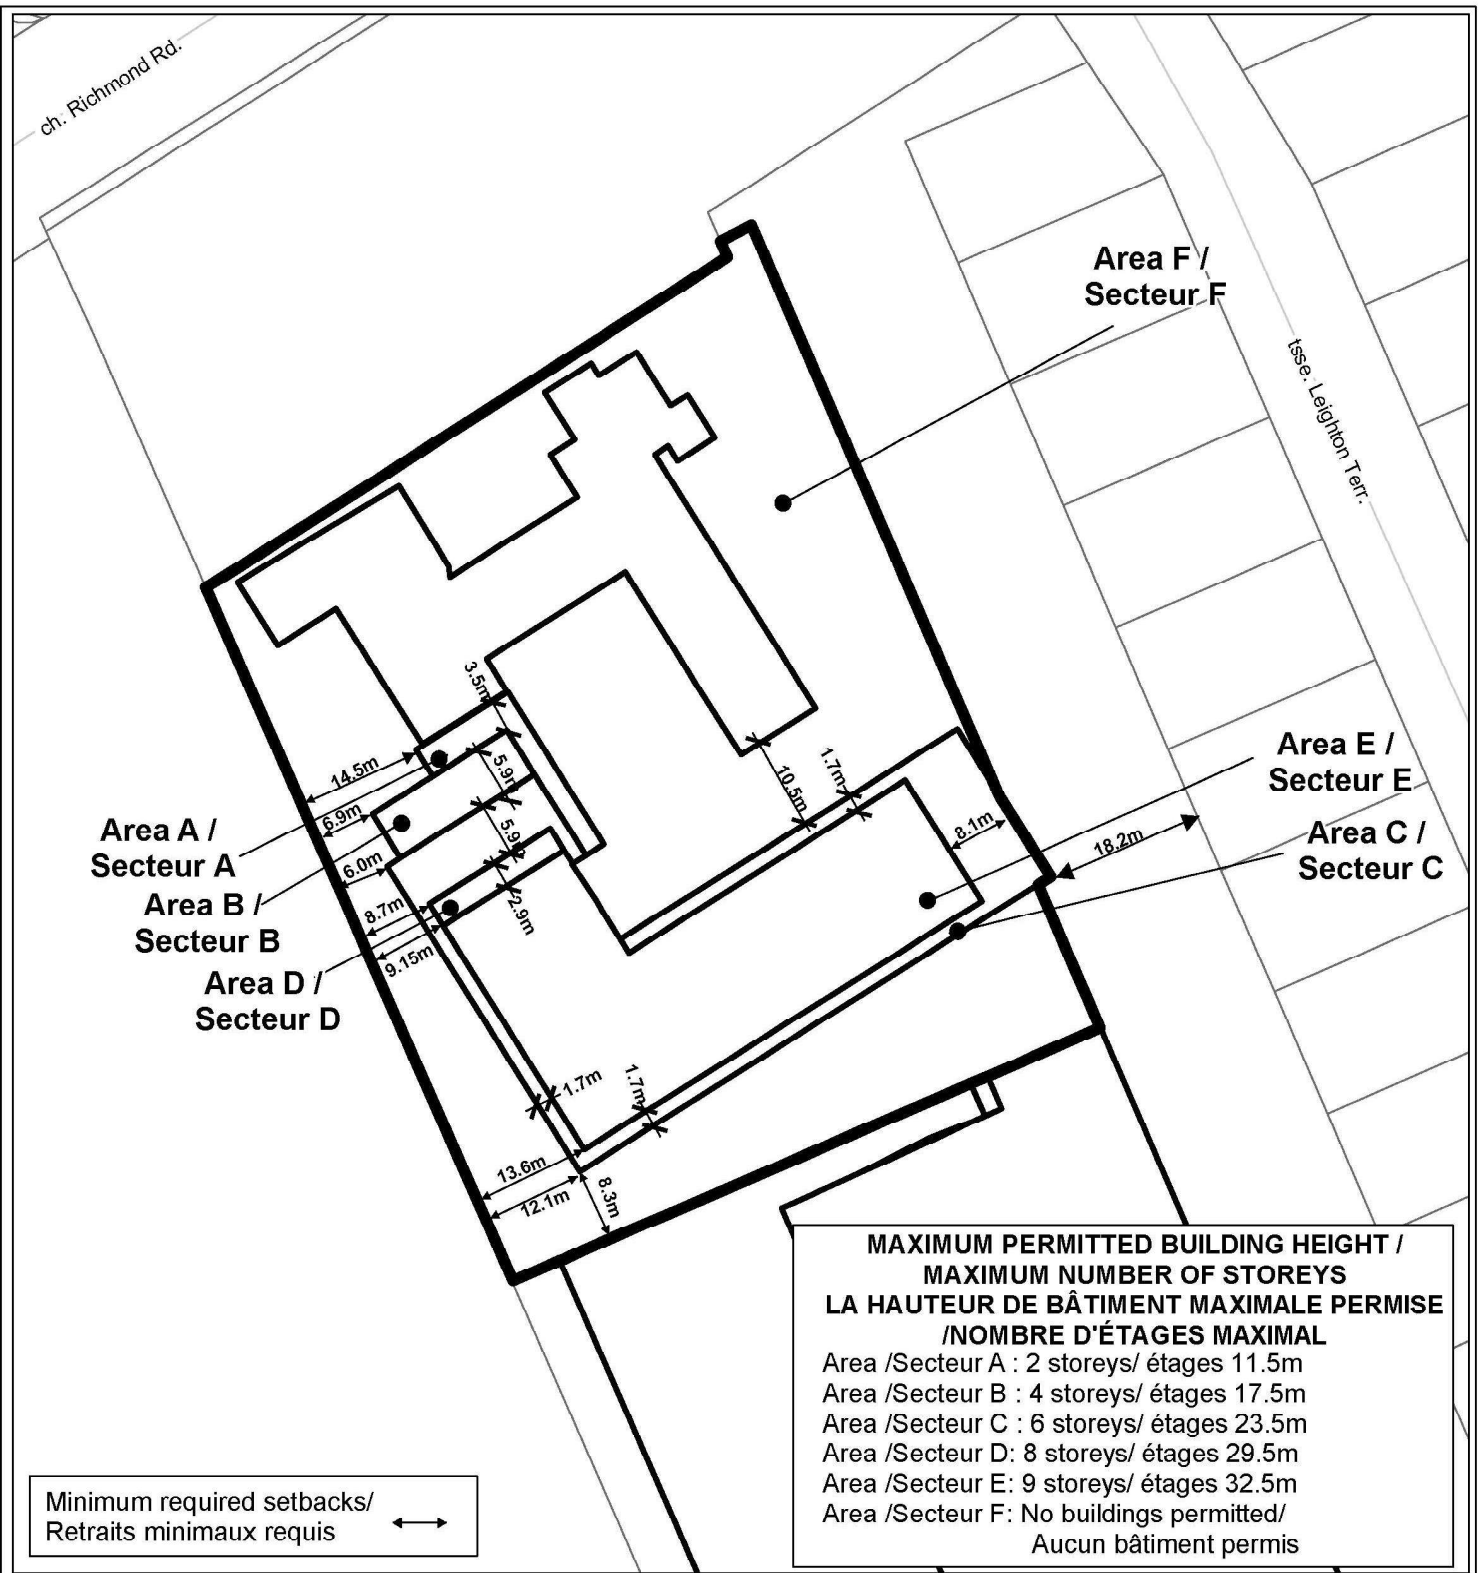 ch. Richmond Rd.
Area F /
Secteur F
tsse. Leighton Terr.
3.5m
14.5m
5.9m
6.9m
10.5m
1.7m
Area E /
Secteur E
Area A /
Secteur A
6.0m
5.9m
8.1m
18.2m
Area C /
Secteur C
Area B /
Secteur B
8.7m
2.9m
9.15m
Area D /
Secteur D
1.7m
1.7m
13.6m
12.1m
8.3m
MAXIMUM PERMITTED BUILDING HEIGHT /
MAXIMUM NUMBER OF STOREYS
LA HAUTEUR DE BÂTIMENT MAXIMALE PERMISE
/NOMBRE D'ÉTAGES MAXIMAL
Area /Secteur A : 2 storeys/ étages 11.5m
Area /Secteur B : 4 storeys/ étages 17.5m
Area /Secteur C : 6 storeys/ étages 23.5m
Area /Secteur D: 8 storeys/ étages 29.5m
Area /Secteur E: 9 storeys/ étages 32.5m
Area /Secteur F: No buildings permitted/
Aucun bâtiment permis
Minimum required setbacks/
Retraits minimaux requis